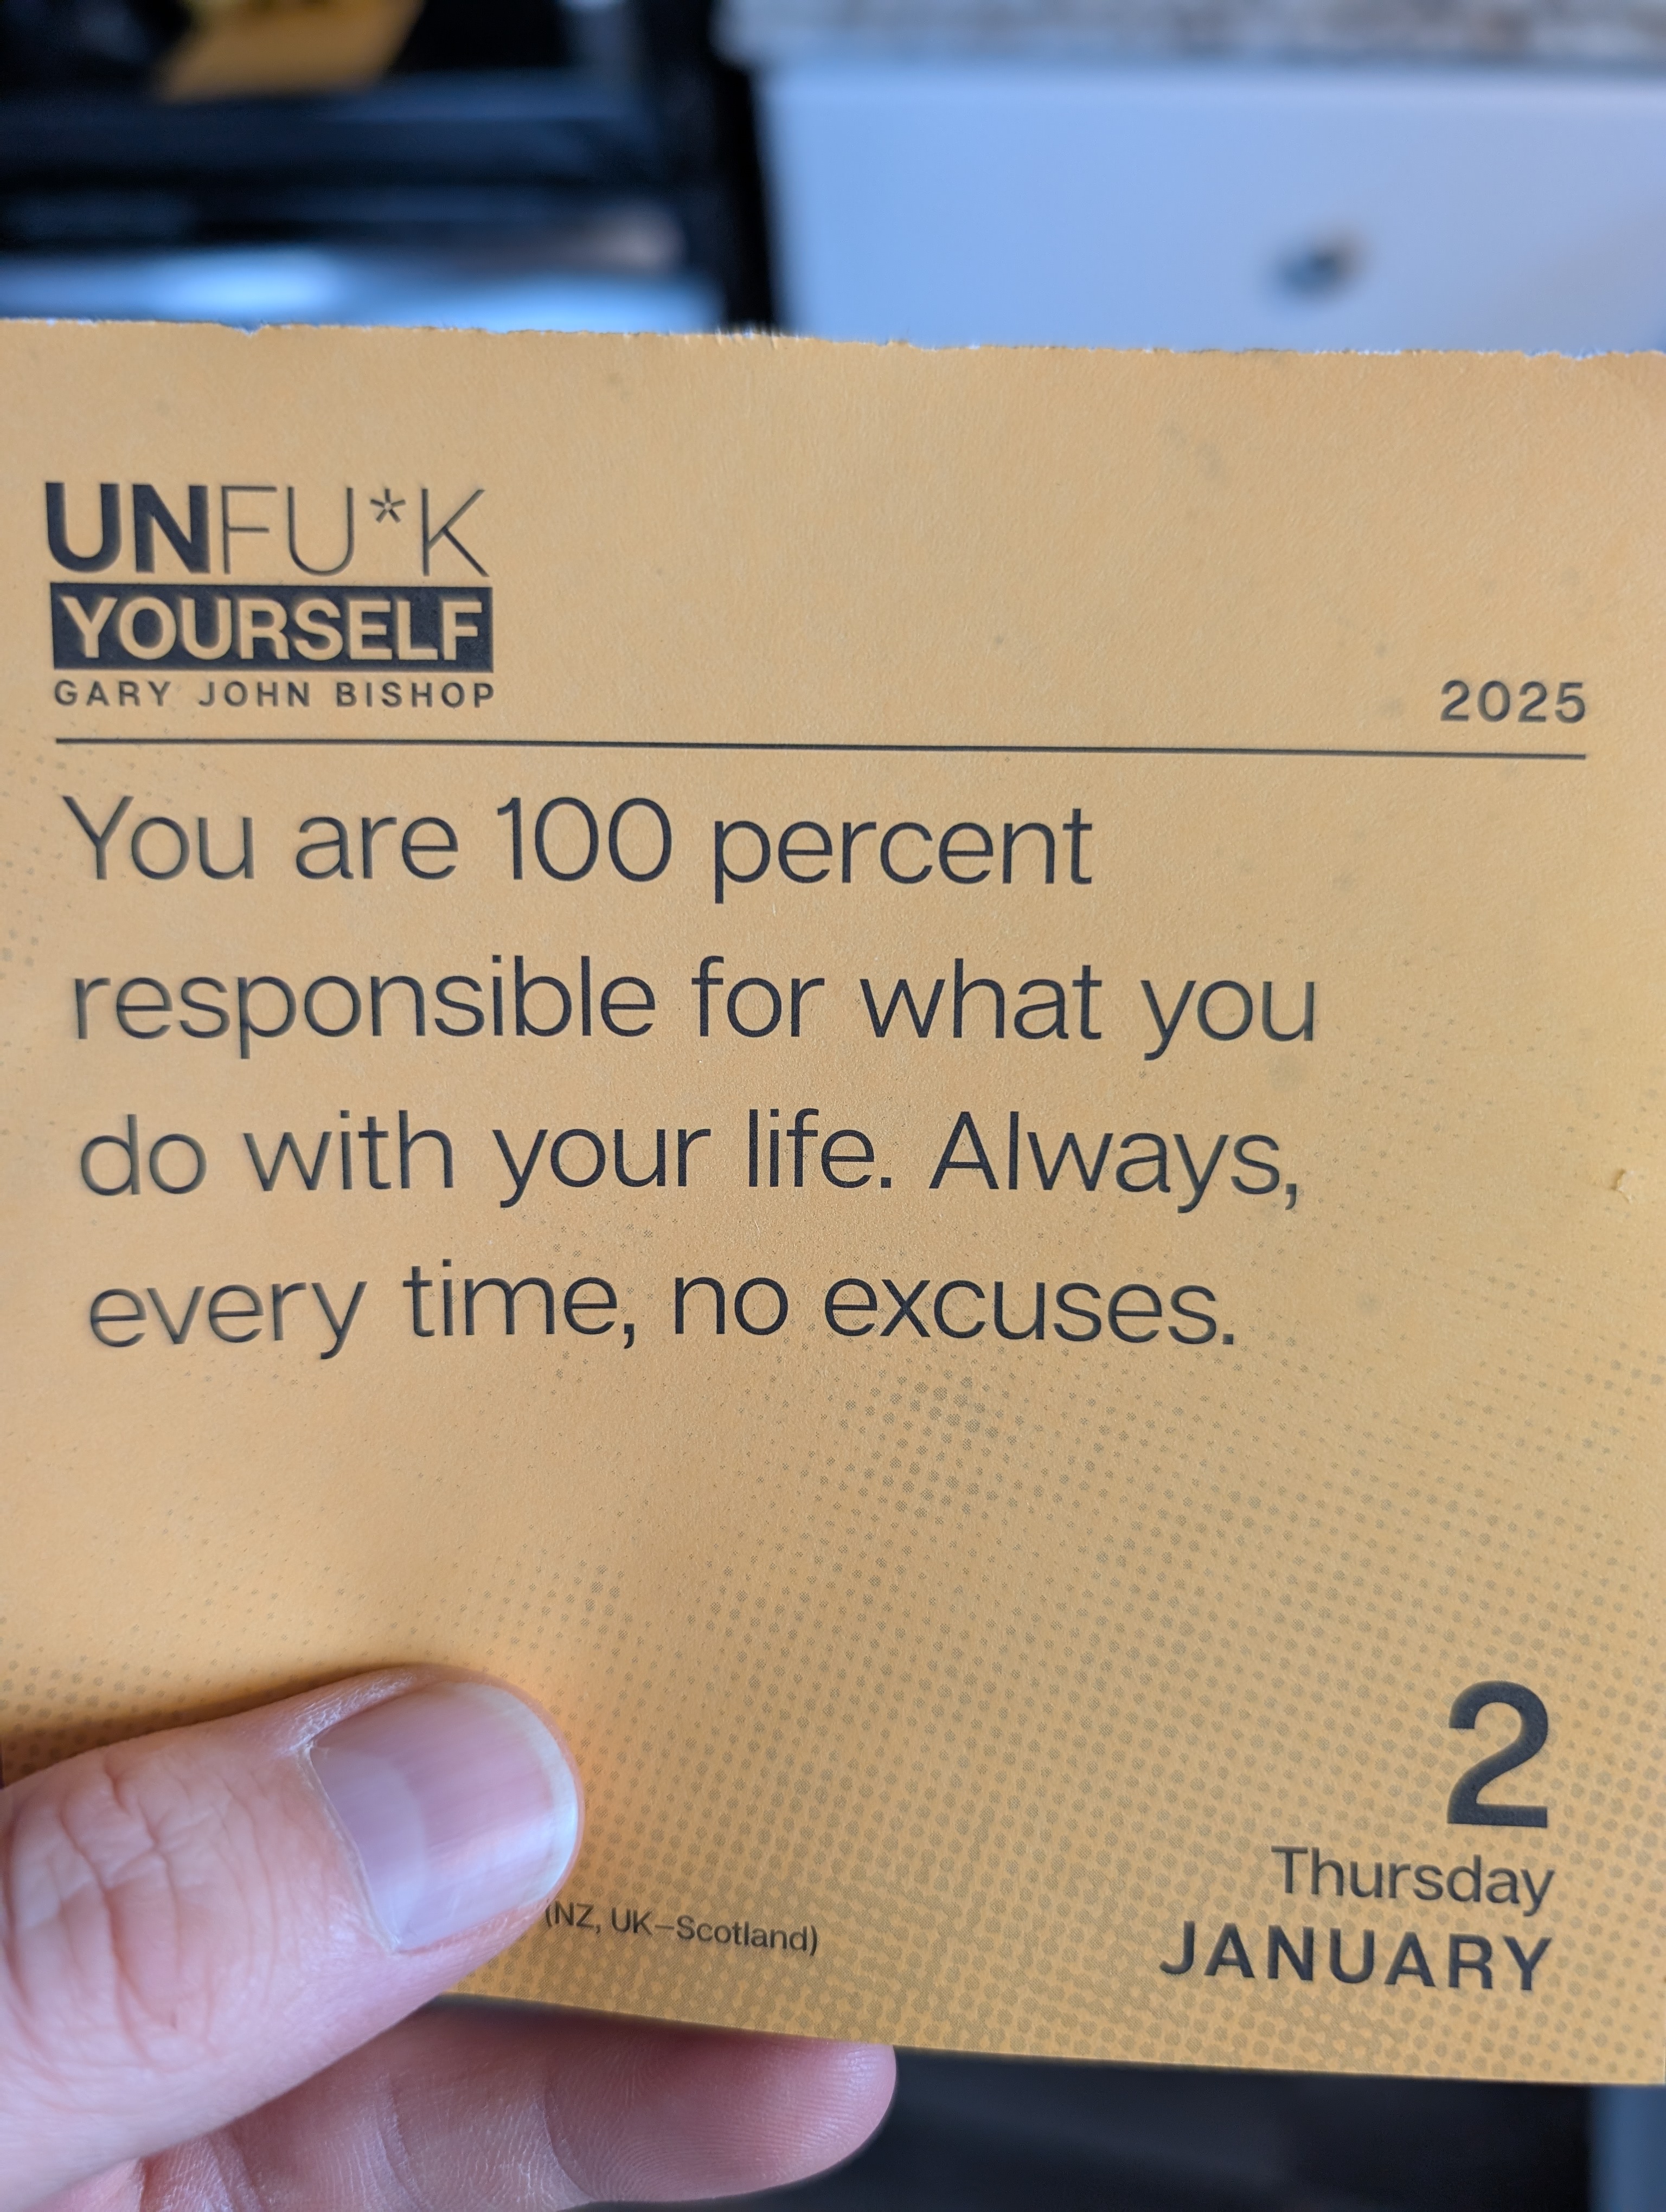 UNFU*K
YOURSELF
GARY JOHN BISHOP
2025
You are 100 percent
responsible for what you
do with your life. Always,
every time, no excuses.
2
Thursday
(NZ, UK–Scotland)
JANUARY